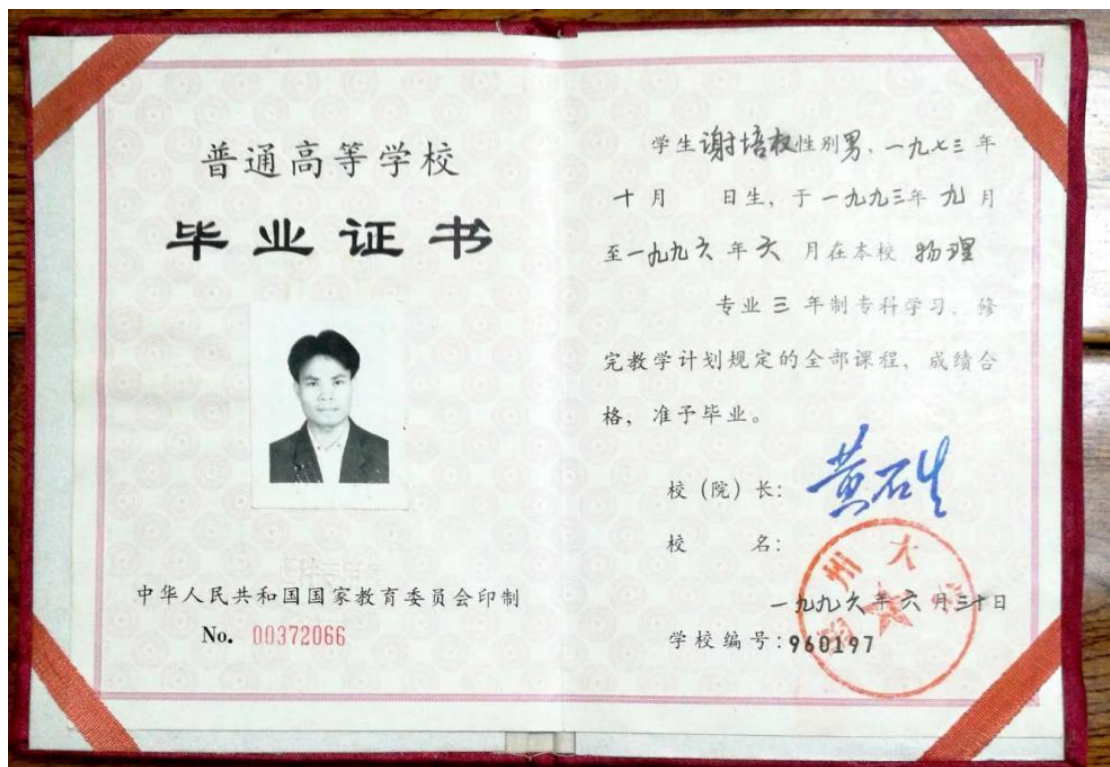 普通高等学校
毕业证书
中华人民共和国国家教育委员会印制
No. 00372066
学生谢培权性别男，一九七三年
十月 日生，于一九九三年九月
至一九九六年六 月在本校 物理
专业三年制专科学习，修
完教学计划规定的全部课程，成绩合
格，准予毕业。
校（院）长：黄石生
校 名：
州大
一九九六年六月三十日
学校编号：960197